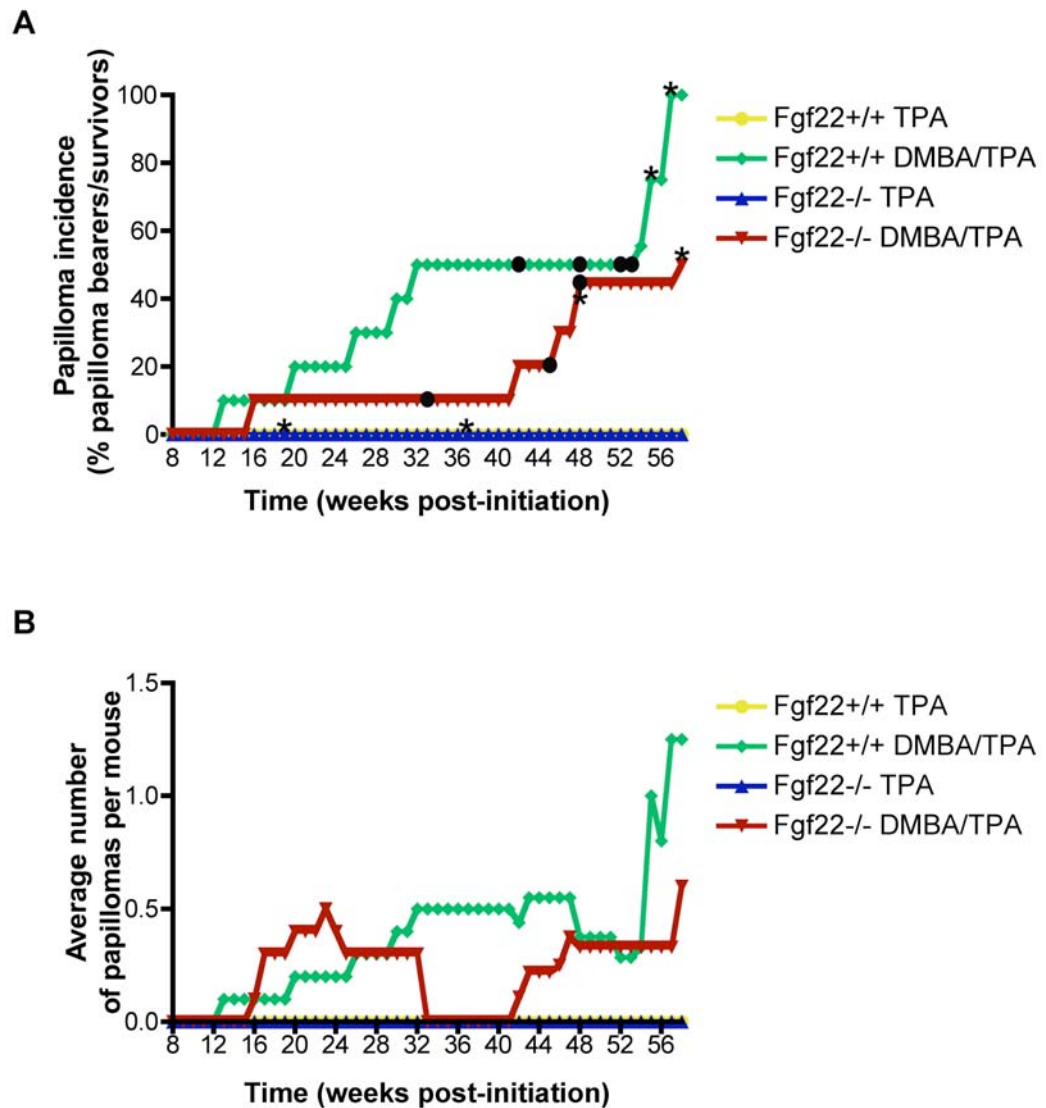 A
Papilloma incidence
(% papilloma bearers/survivors)
100
80
60
40
20
0
8 12 16 20 24 28 32 36 40 44 48 52 56
Time (weeks post-initiation)
* * * * * *
Fgf22+/+ TPA
Fgf22+/+ DMBA/TPA
Fgf22-/- TPA
Fgf22-/- DMBA/TPA
B
Average number
of papillomas per mouse
1.5
1.0
0.5
0.0
8 12 16 20 24 28 32 36 40 44 48 52 56
Time (weeks post-initiation)
Fgf22+/+ TPA
Fgf22+/+ DMBA/TPA
Fgf22-/- TPA
Fgf22-/- DMBA/TPA